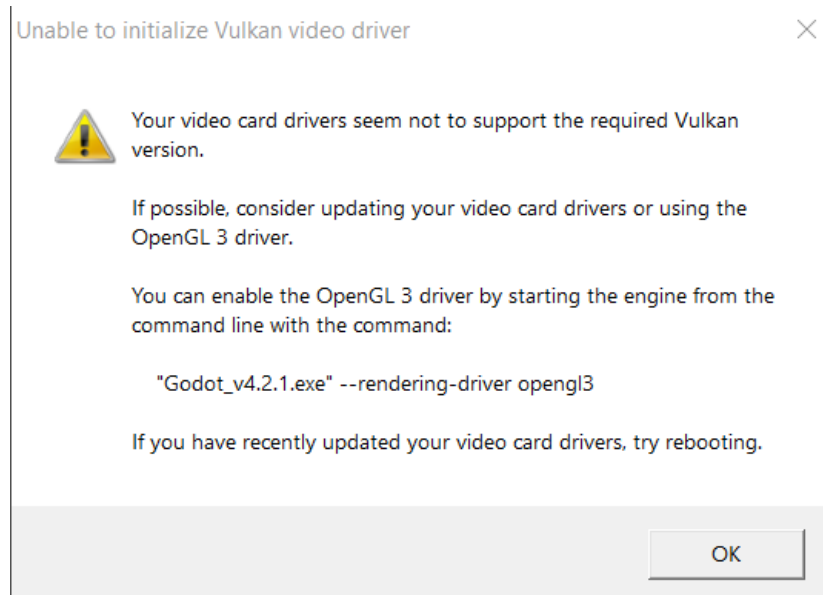 Unable to initialize Vulkan video driver
Your video card drivers seem not to support the required Vulkan
version.
If possible, consider updating your video card drivers or using the
OpenGL 3 driver.
You can enable the OpenGL 3 driver by starting the engine from the
command line with the command:
"Godot_v4.2.1.exe" --rendering-driver opengl3
If you have recently updated your video card drivers, try rebooting.
OK